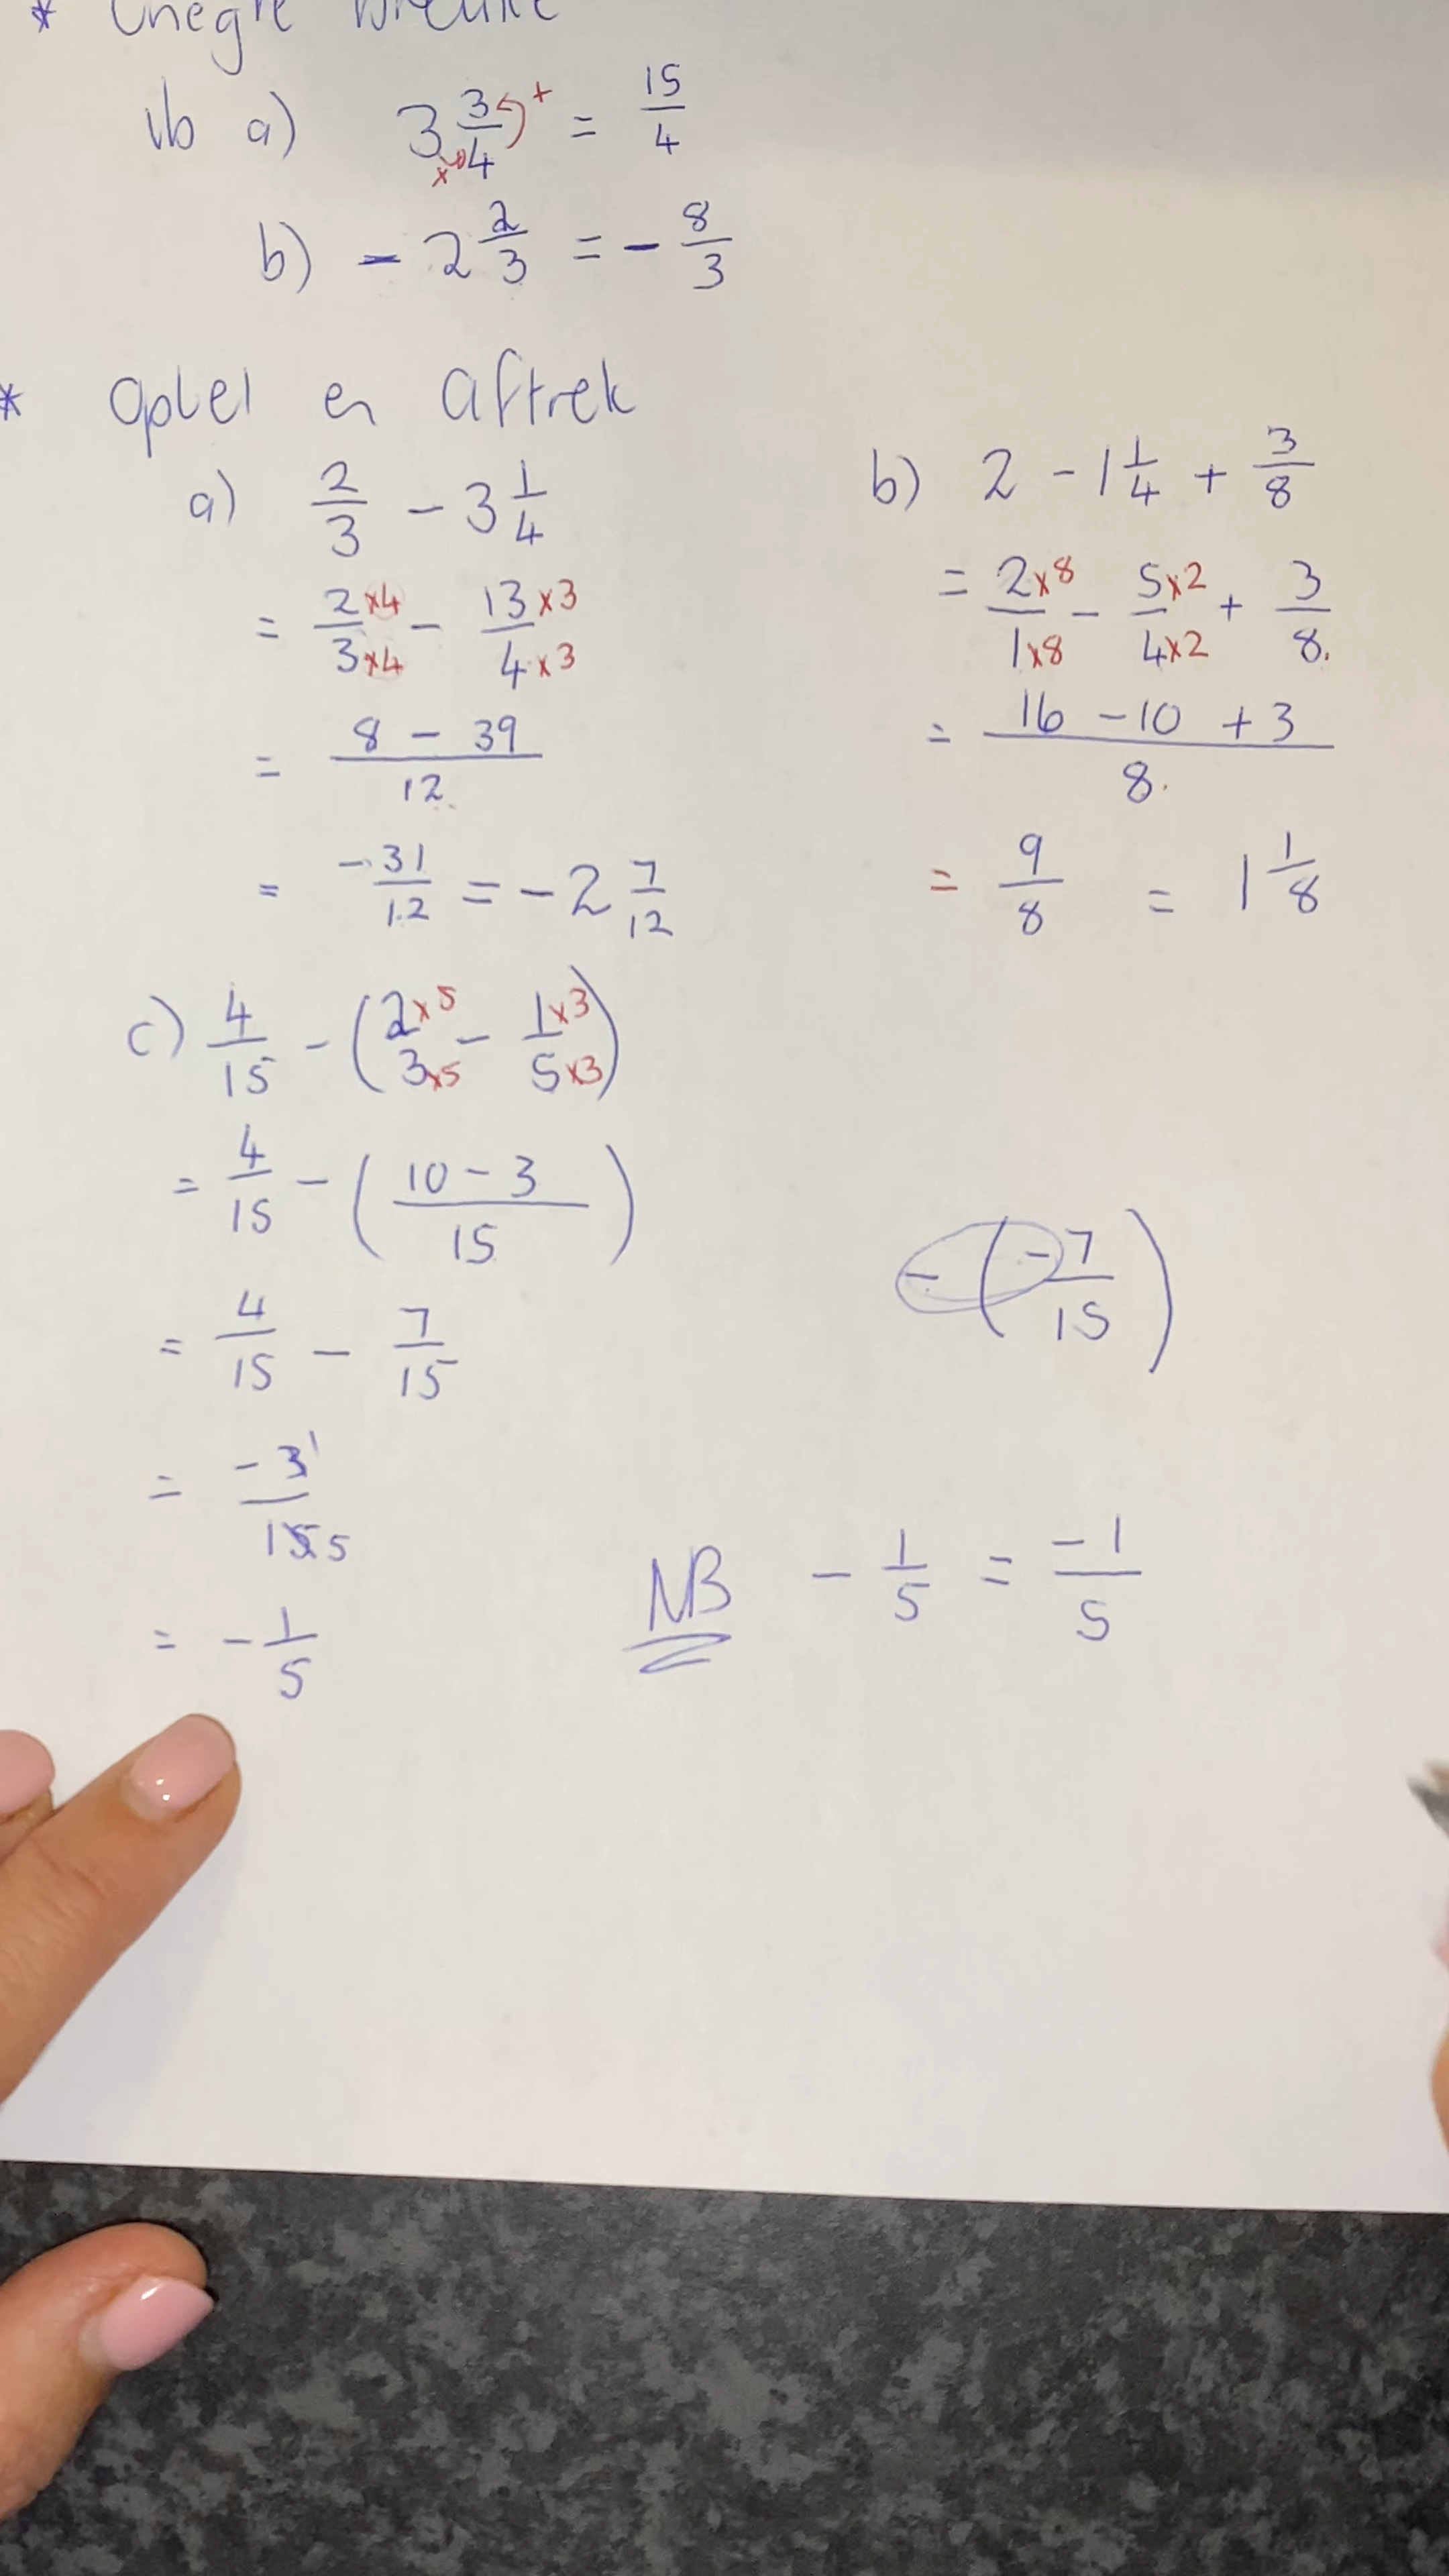 * Onegte breuke
Vb a) 3 3/4 × + = 15/4
b) - 2 2/3 = - 8/3
* Optel en Aftrek
a) 2/3 - 3 1/4
= 2×4/3×4 - 13×3/4×3
= 8 - 39/12
= -31/12 = -2 7/12
b) 2 - 1 1/4 + 3/8
= 2×8/1×8 - 5×2/4×2 + 3/8
= 16 - 10 + 3/8
= 9/8 = 1 1/8
c) 4/15 - (2×5/3×5 - 1×3/5×3)
= 4/15 - (10 - 3/15)
= 4/15 - 7/15
- (-7/15)
= -3 1/15 5
= - 1/5
NB - 1/5 = -1/5